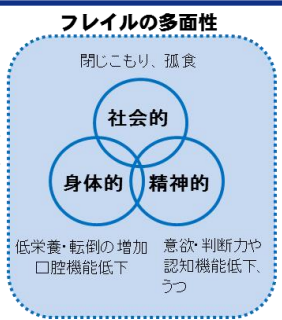 フレイルの多面性
閉じこもり、孤食
社会的
身体的
精神的
低栄養・転倒の増加
口腔機能低下
意欲・判断力や
認知機能低下、
うつ